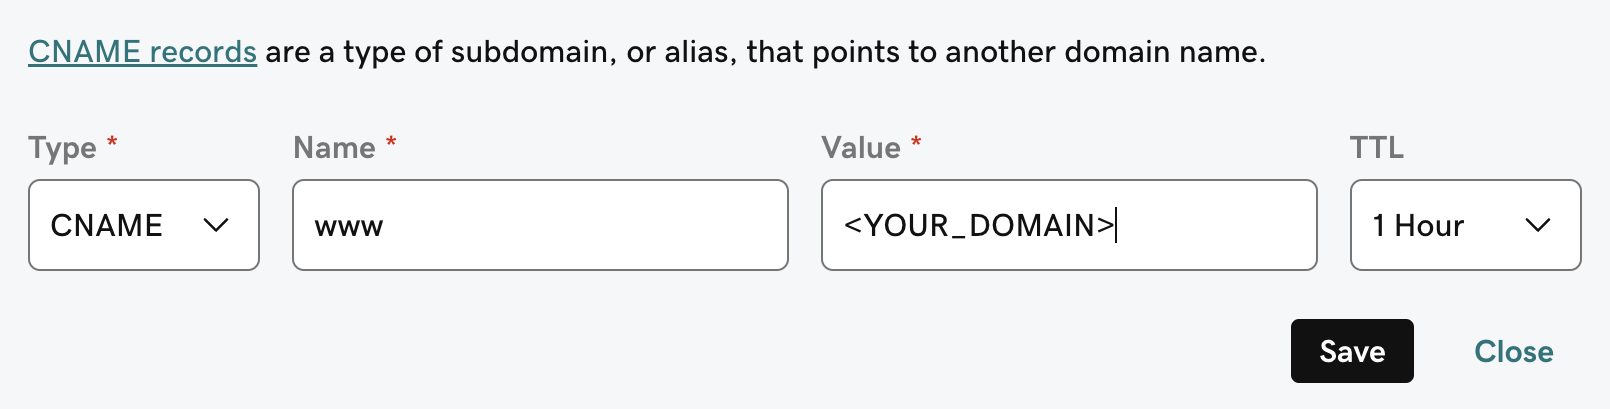 CNAME records are a type of subdomain, or alias, that points to another domain name.
Type * Name * Value * TTL
CNAME www <YOUR_DOMAIN> 1 Hour
Save Close